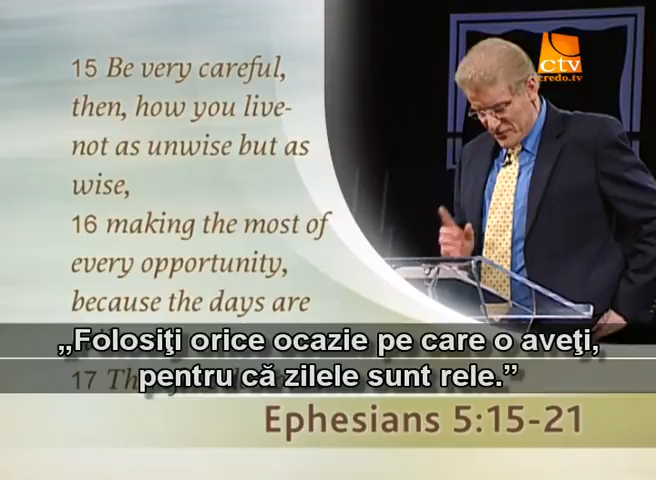 15 Be very careful,
then, how you live-
not as unwise but as
wise,
16 making the most of
every opportunity,
because the days are
„Folosiţi orice ocazie pe care o aveţi,
17
pentru că zilele sunt rele.”
Ephesians 5:15-21
ctv
credo.tv